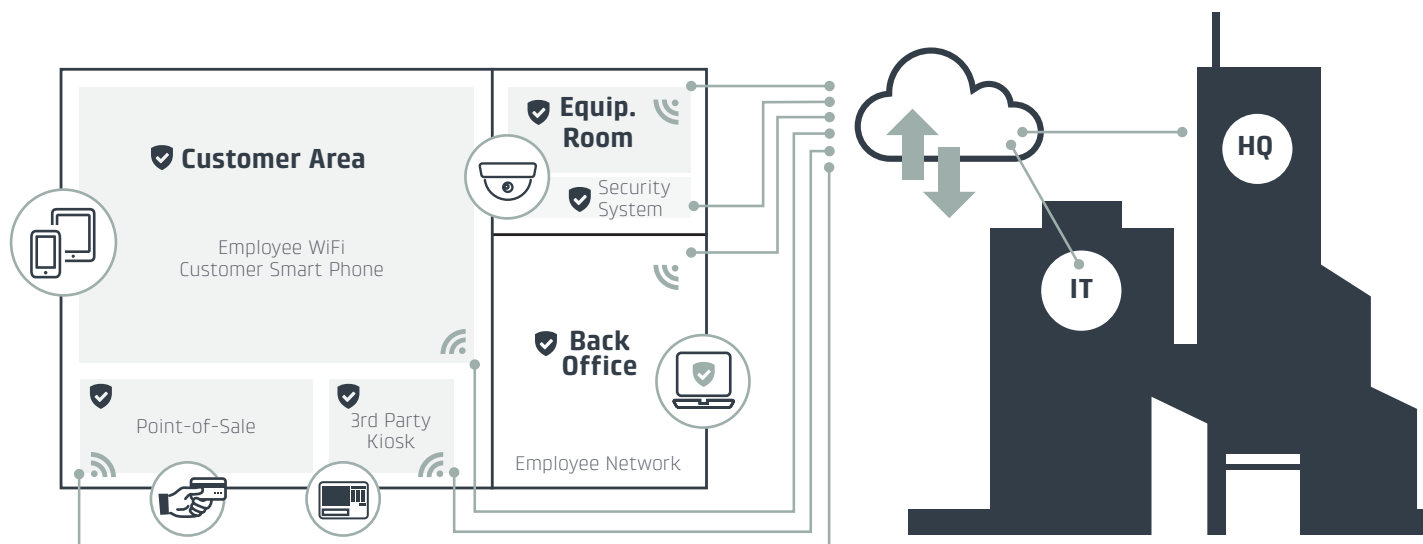 Customer Area
Employee WiFi
Customer Smart Phone
Point-of-Sale
3rd Party
Kiosk
Equip.
Room
Security
System
Back
Office
Employee Network
HQ
IT